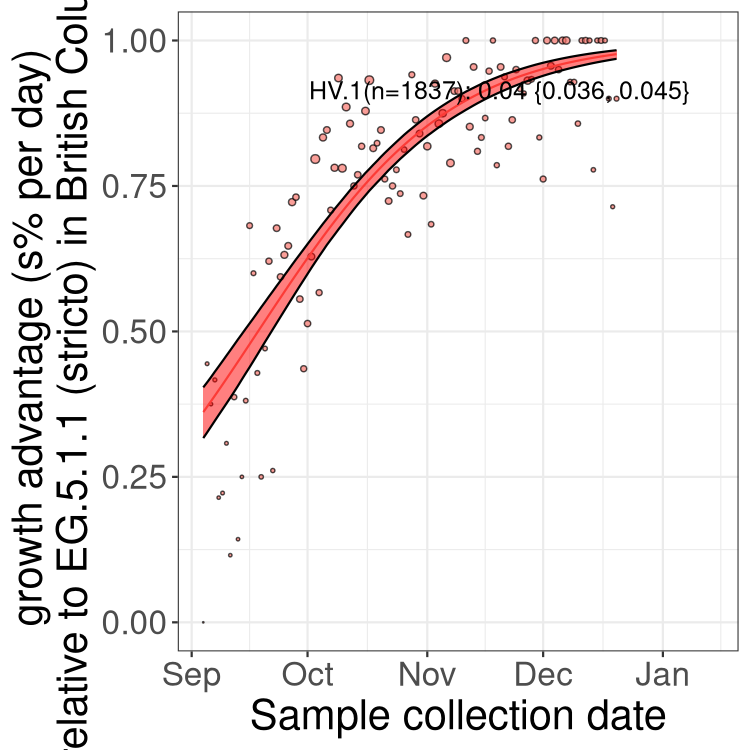 growth advantage (s% per day)
relative to EG.5.1.1 (stricto) in British Colu
1.00
0.75
0.50
0.25
0.00
HV.1(n=1837): 0.04 {0.036, 0.045}
Sep Oct Nov Dec Jan
Sample collection date